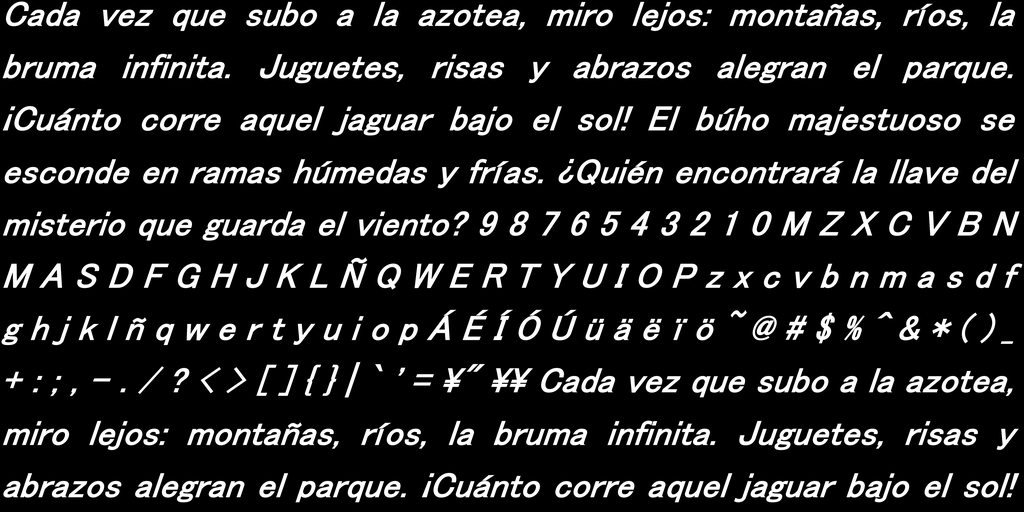 Cada vez que subo a la azotea, miro lejos: montañas, ríos, la
bruma infinita. Juguetes, risas y abrazos alegran el parque.
¡Cuánto corre aquel jaguar bajo el sol! El búho majestuoso se
esconde en ramas húmedas y frías. ¿Quién encontrará la llave del
misterio que guarda el viento? 9 8 7 6 5 4 3 2 1 0 M Z X C V B N
M A S D F G H J K L Ñ Q W E R T Y U I O P z x c v b n m a s d f
g h j k l ñ q w e r t y u i o p Á É Í Ó Ú ü ä ë ï ö ~ @ # $ % ^ & * ( ) _
+ : ; , - . / ? < > [ ] { } | ` ' = ¥" ¥¥ Cada vez que subo a la azotea,
miro lejos: montañas, ríos, la bruma infinita. Juguetes, risas y
abrazos alegran el parque. ¡Cuánto corre aquel jaguar bajo el sol!